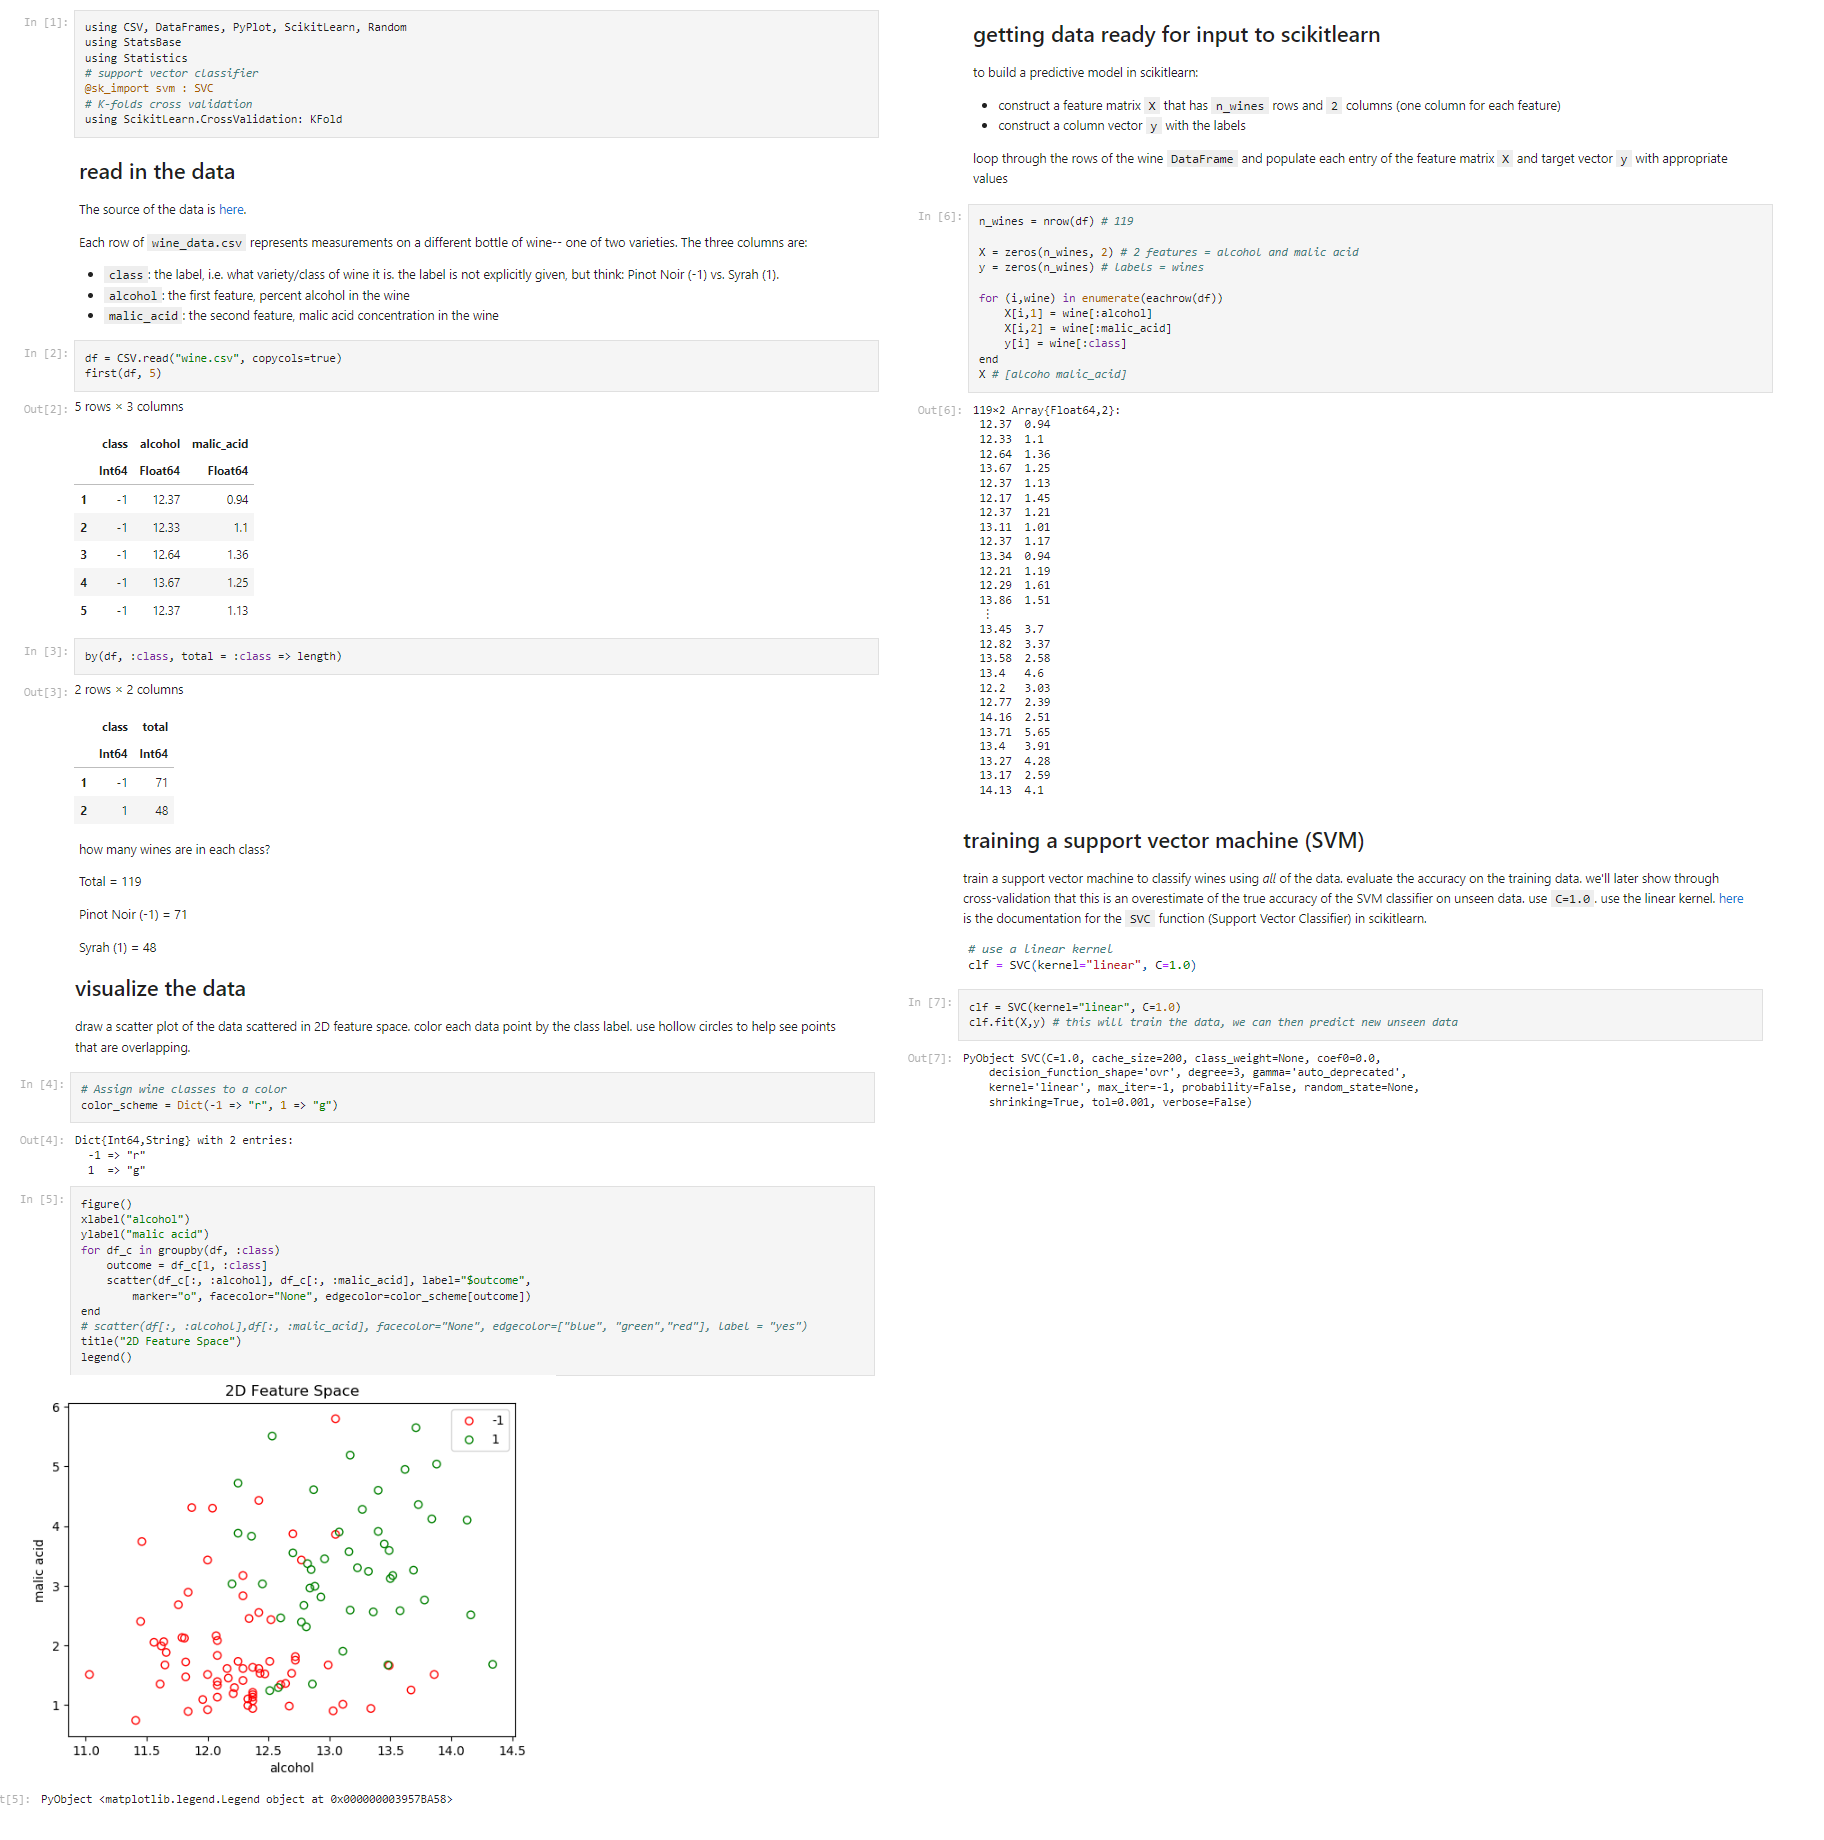 In [1]:
using CSV, DataFrames, PyPlot, ScikitLearn, Random
using StatsBase
using Statistics
# support vector classifier
@sk_import svm : SVC
# K-folds cross validation
using ScikitLearn.CrossValidation: KFold
read in the data
The source of the data is here.
Each row of wine_data.csv represents measurements on a different bottle of wine-- one of two varieties. The three columns are:
• class : the label, i.e. what variety/class of wine it is. the label is not explicitly given, but think: Pinot Noir (-1) vs. Syrah (1).
• alcohol : the first feature, percent alcohol in the wine
• malic_acid : the second feature, malic acid concentration in the wine
In [2]:
df = CSV.read("wine.csv", copycols=true)
first(df, 5)
Out[2]: 5 rows × 3 columns
class alcohol malic_acid
Int64 Float64 Float64
1 -1 12.37 0.94
2 -1 12.33 1.1
3 -1 12.64 1.36
4 -1 13.67 1.25
5 -1 12.37 1.13
In [3]:
by(df, :class, total = :class => length)
Out[3]: 2 rows × 2 columns
class total
Int64 Int64
1 -1 71
2 1 48
how many wines are in each class?
Total = 119
Pinot Noir (-1) = 71
Syrah (1) = 48
visualize the data
draw a scatter plot of the data scattered in 2D feature space. color each data point by the class label. use hollow circles to help see points
that are overlapping.
In [4]:
# Assign wine classes to a color
color_scheme = Dict(-1 => "r", 1 => "g")
Out[4]: Dict{Int64,String} with 2 entries:
-1 => "r"
1 => "g"
In [5]:
figure()
xlabel("alcohol")
ylabel("malic acid")
for df_c in groupby(df, :class)
outcome = df_c[1, :class]
scatter(df_c[:, :alcohol], df_c[:, :malic_acid], label="$outcome",
marker="o", facecolor="None", edgecolor=color_scheme[outcome])
end
# scatter(df[:, :alcohol],df[:, :malic_acid], facecolor="None", edgecolor=["blue", "green","red"], label = "yes")
title("2D Feature Space")
legend()
2D Feature Space
-1
1
6
5
4
3
2
1
malic acid
11.0 11.5 12.0 12.5 13.0 13.5 14.0 14.5
alcohol
t[5]: PyObject <matplotlib.legend.Legend object at 0x000000003957BA58>
getting data ready for input to scikitlearn
to build a predictive model in scikitlearn:
• construct a feature matrix X that has n_wines rows and 2 columns (one column for each feature)
• construct a column vector y with the labels
loop through the rows of the wine DataFrame and populate each entry of the feature matrix X and target vector y with appropriate
values
In [6]:
n_wines = nrow(df) # 119
X = zeros(n_wines, 2) # 2 features = alcohol and malic acid
y = zeros(n_wines) # labels = wines
for (i,wine) in enumerate(eachrow(df))
X[i,1] = wine[:alcohol]
X[i,2] = wine[:malic_acid]
y[i] = wine[:class]
end
X # [alcoho malic_acid]
Out[6]: 119×2 Array{Float64,2}:
12.37 0.94
12.33 1.1
12.64 1.36
13.67 1.25
12.37 1.13
12.17 1.45
12.37 1.21
13.11 1.01
12.37 1.17
13.34 0.94
12.21 1.19
12.29 1.61
13.86 1.51
⋮
13.45 3.7
12.82 3.37
13.58 2.58
13.4 4.6
12.2 3.03
12.77 2.39
14.16 2.51
13.71 5.65
13.4 3.91
13.27 4.28
13.17 2.59
14.13 4.1
training a support vector machine (SVM)
train a support vector machine to classify wines using all of the data. evaluate the accuracy on the training data. we'll later show through
cross-validation that this is an overestimate of the true accuracy of the SVM classifier on unseen data. use C=1.0 . use the linear kernel. here
is the documentation for the SVC function (Support Vector Classifier) in scikitlearn.
# use a linear kernel
clf = SVC(kernel="linear", C=1.0)
In [7]:
clf = SVC(kernel="linear", C=1.0)
clf.fit(X,y) # this will train the data, we can then predict new unseen data
Out[7]: PyObject SVC(C=1.0, cache_size=200, class_weight=None, coef0=0.0,
decision_function_shape='ovr', degree=3, gamma='auto_deprecated',
kernel='linear', max_iter=-1, probability=False, random_state=None,
shrinking=True, tol=0.001, verbose=False)